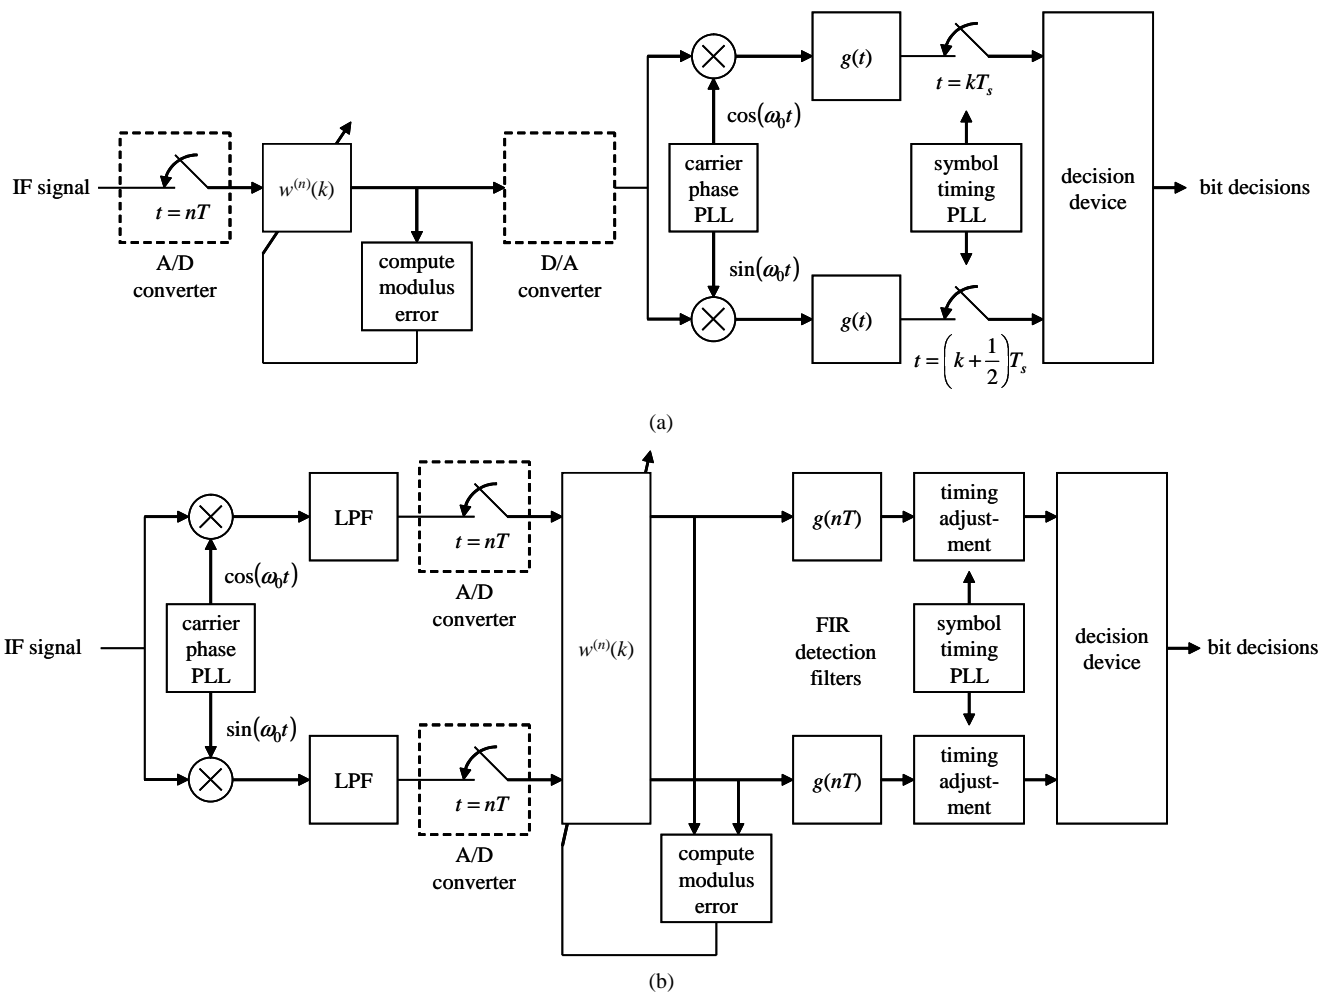 IF signal
t = nT
A/D
converter
w⁽ⁿ⁾(k)
compute
modulus
error
D/A
converter
cos(ω₀t)
carrier
phase
PLL
sin(ω₀t)
g(t)
g(t)
t = kTₛ
symbol
timing
PLL
t = (k + 1/2)Tₛ
decision
device
bit decisions
(a)
IF signal
cos(ω₀t)
carrier
phase
PLL
sin(ω₀t)
LPF
LPF
t = nT
A/D
converter
t = nT
A/D
converter
w⁽ⁿ⁾(k)
compute
modulus
error
g(nT)
FIR
detection
filters
g(nT)
timing
adjust-
ment
symbol
timing
PLL
timing
adjust-
ment
decision
device
bit decisions
(b)